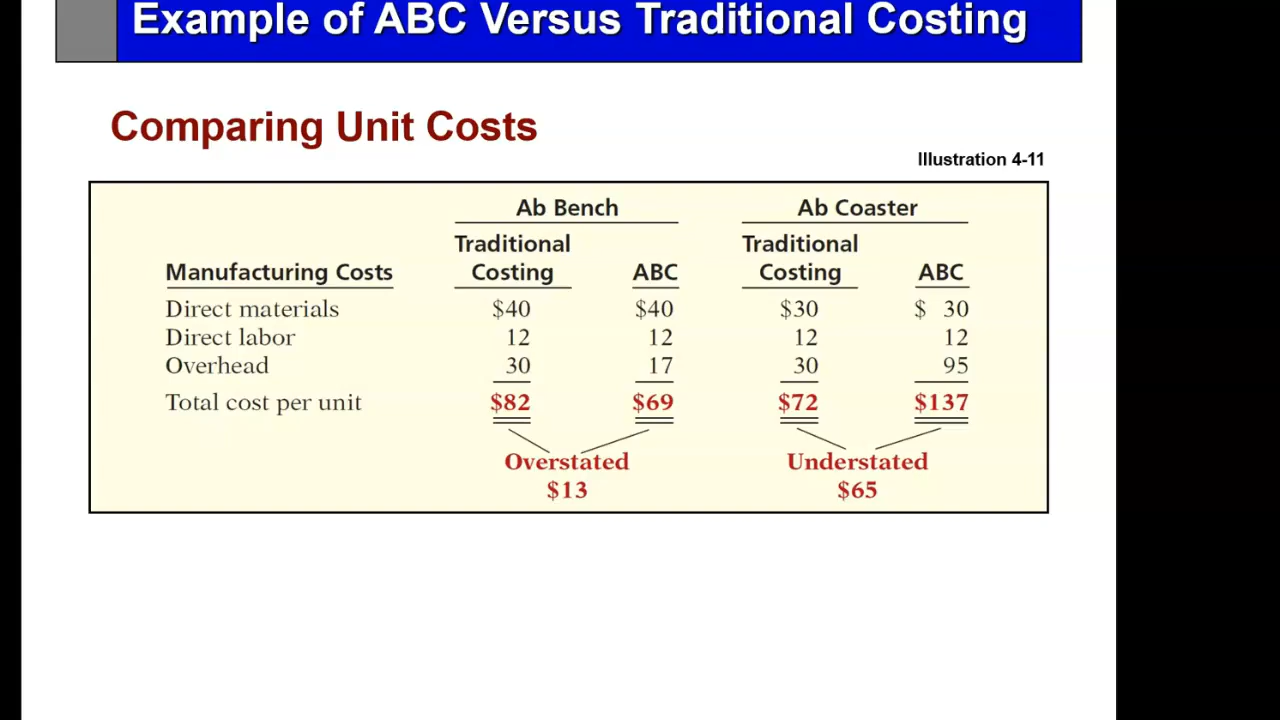 Example of ABC Versus Traditional Costing
Comparing Unit Costs
Illustration 4-11
Ab Bench Ab Coaster
Traditional Traditional
Manufacturing Costs Costing ABC Costing ABC
Direct materials $40 $40 $30 $ 30
Direct labor 12 12 12 12
Overhead 30 17 30 95
Total cost per unit $82 $69 $72 $137
Overstated Understated
$13 $65